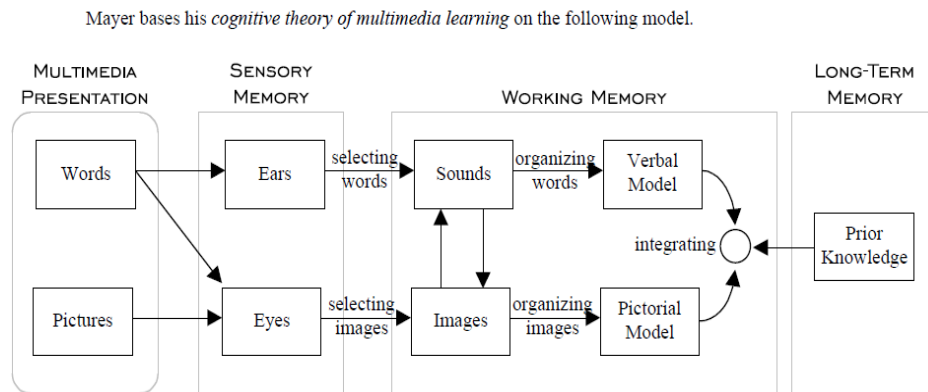 Mayer bases his cognitive theory of multimedia learning on the following model.
MULTIMEDIA
PRESENTATION
SENSORY
MEMORY
WORKING MEMORY
LONG-TERM
MEMORY
Words
Ears
selecting
words
Sounds
organizing
words
Verbal
Model
integrating
Prior
Knowledge
Pictures
Eyes
selecting
images
Images
organizing
images
Pictorial
Model